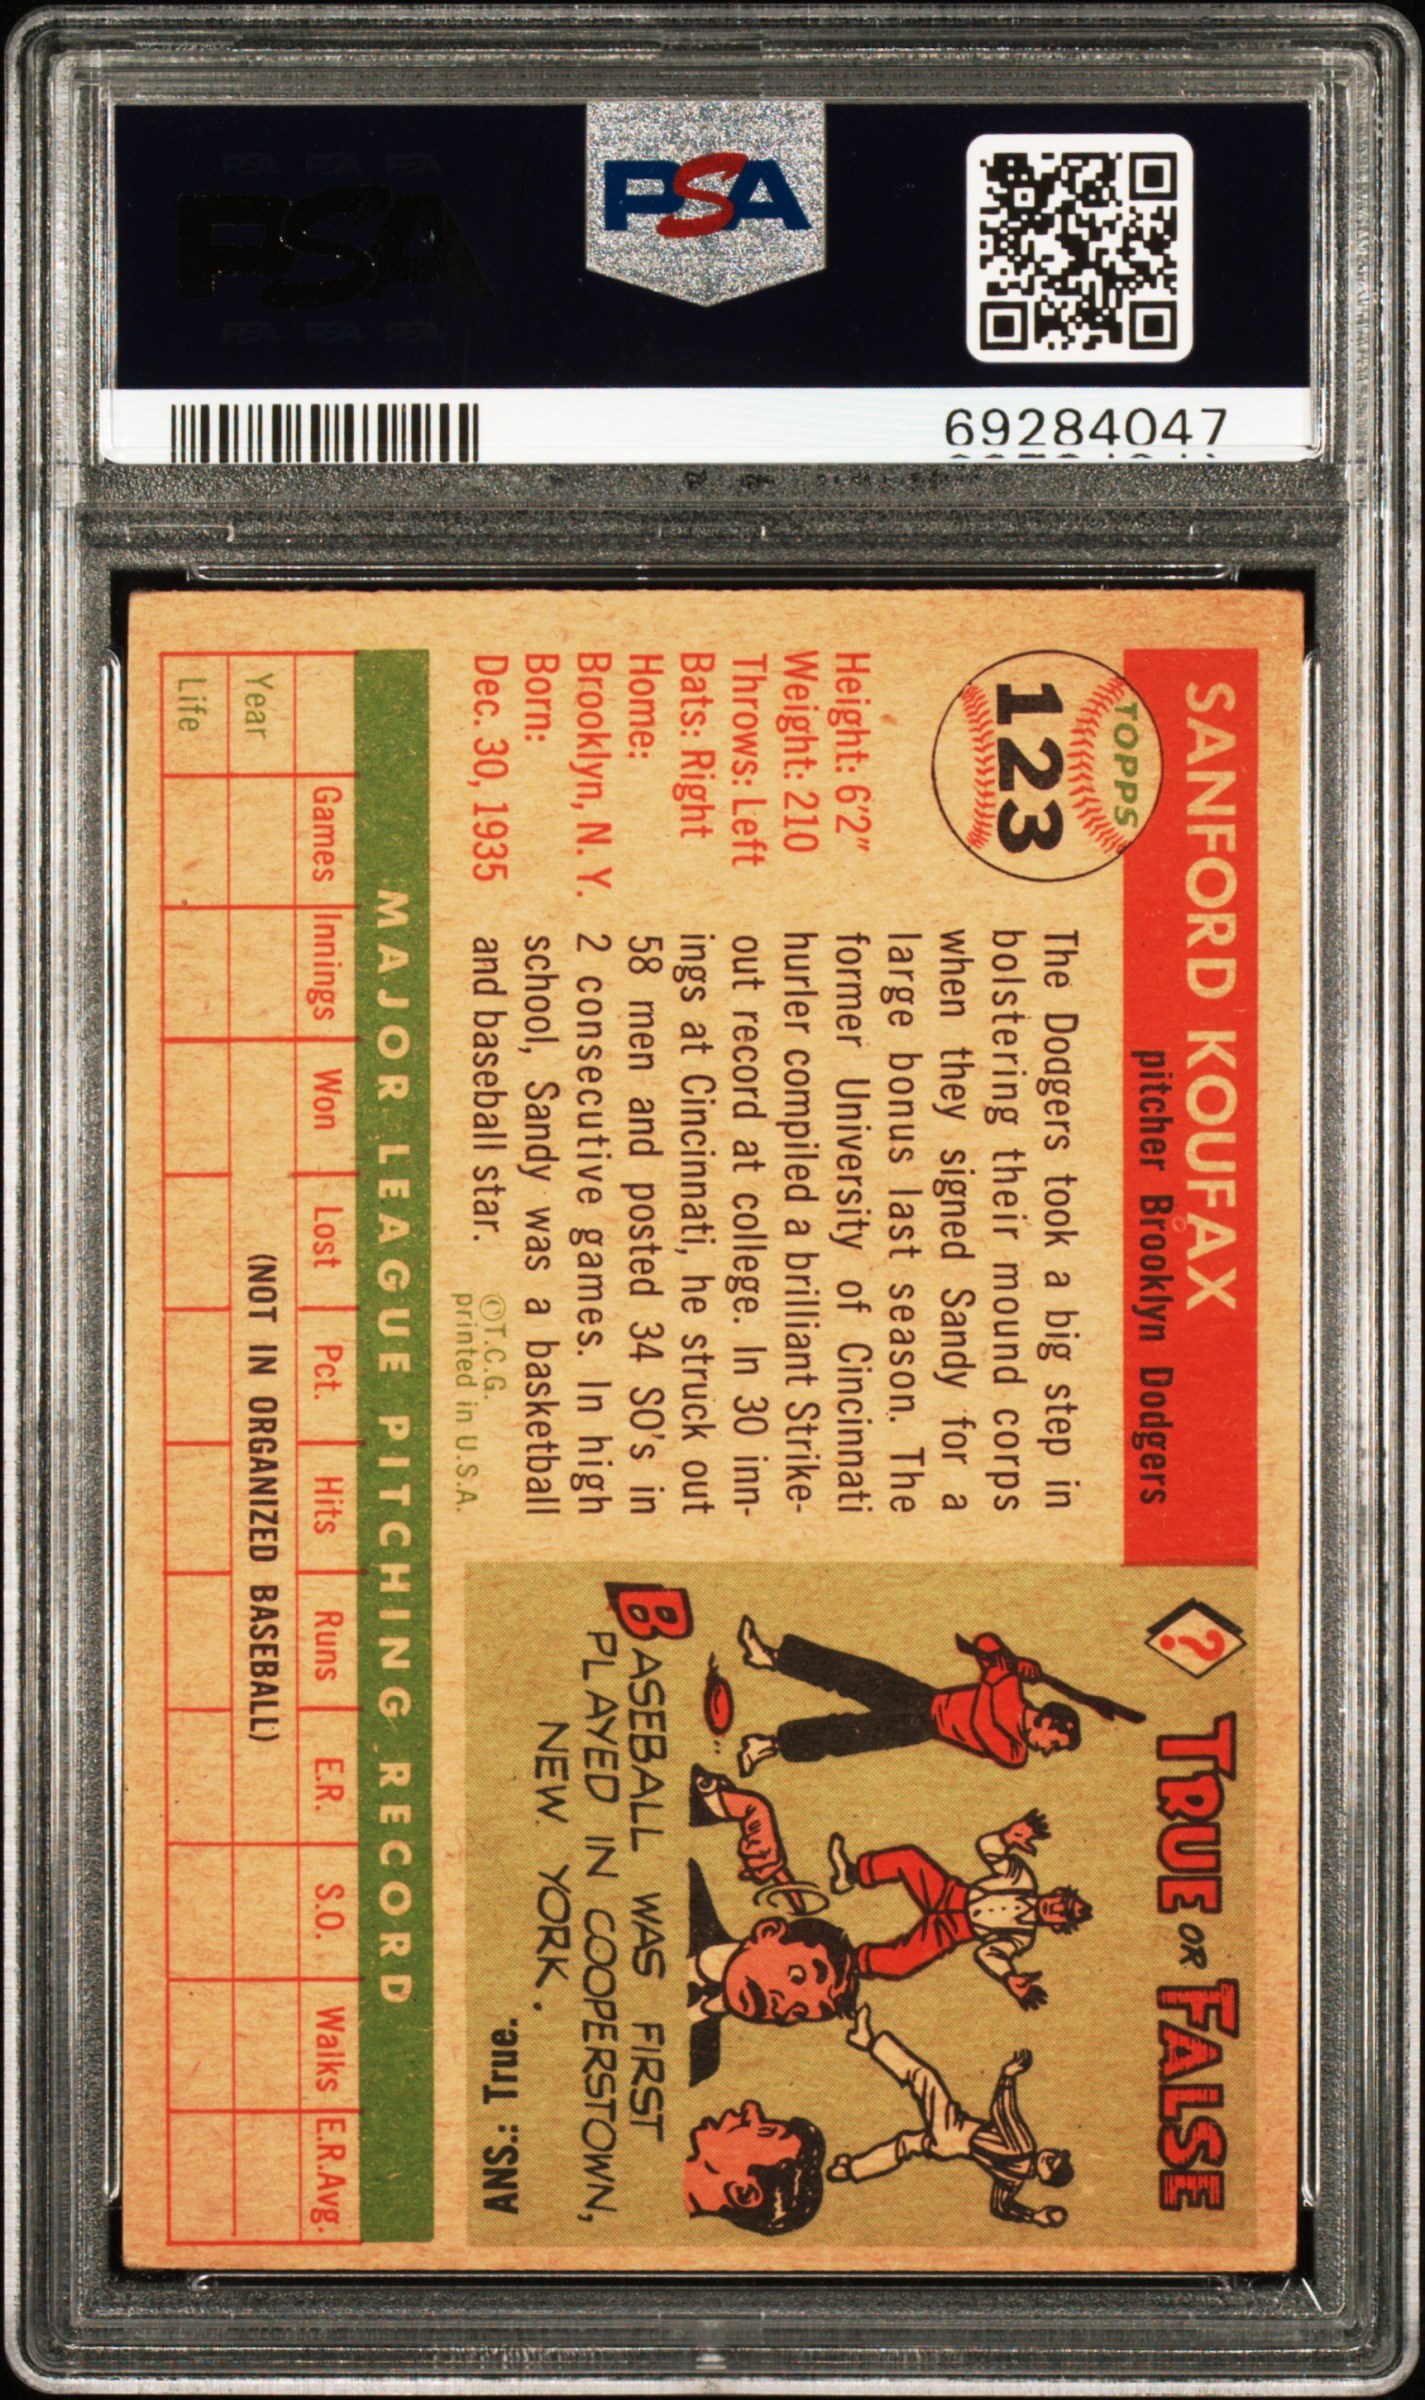 PSA PSA PSA
PSA
PSA PSA PSA
PSA
69284047
SANFORD KOUFAX
pitcher Brooklyn Dodgers
TOPPS
123
Height: 6'2"
Weight: 210
Throws: Left
Bats: Right
Home:
Brooklyn, N. Y.
Born:
Dec. 30, 1935
The Dodgers took a big step in
bolstering their mound corps
when they signed Sandy for a
large bonus last season. The
former University of Cincinnati
hurler compiled a brilliant Strike-
out record at college. In 30 inn-
ings at Cincinnati, he struck out
58 men and posted 34 SO's in
2 consecutive games. In high
school, Sandy was a basketball
and baseball star.
©T.C.G.
printed in U.S.A.
? TRUE OR FALSE
BASEBALL WAS FIRST
PLAYED IN COOPERSTOWN,
NEW YORK.
ANS.: True.
MAJOR LEAGUE PITCHING RECORD
Games Innings Won Lost Pct. Hits Runs E.R. S.O. Walks E.R.Avg.
Year (NOT IN ORGANIZED BASEBALL)
Life